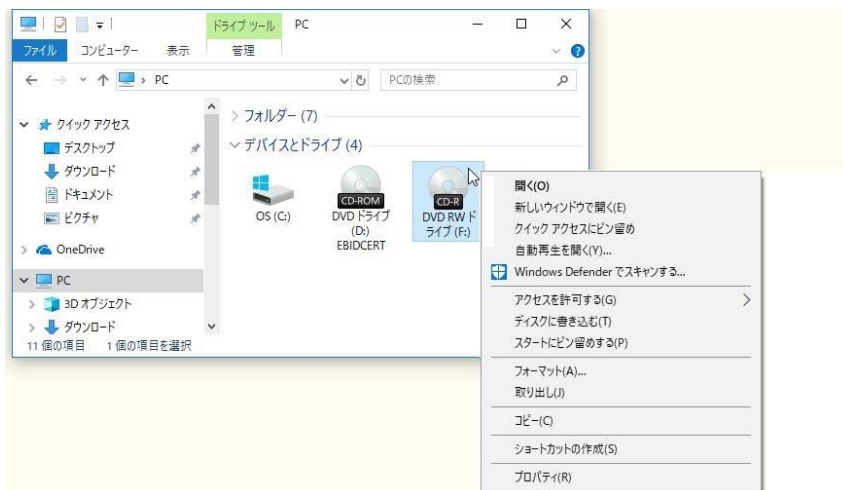 ドライブ ツール
PC
ファイル
コンピューター
表示
管理
PC
PCの検索
クイック アクセス
デスクトップ
ダウンロード
ドキュメント
ピクチャ
OneDrive
PC
3D オブジェクト
ダウンロード
11 個の項目
1 個の項目を選択
フォルダー (7)
デバイスとドライブ (4)
OS (C:)
CD-ROM
DVD ドライブ
(D:)
EBIDCERT
CD-R
DVD RW ド
ライブ (F:)
開く(O)
新しいウィンドウで開く(E)
クイック アクセスにピン留め
自動再生を開く(Y)...
Windows Defender でスキャンする...
アクセスを許可する(G)
ディスクに書き込む(T)
スタートにピン留めする(P)
フォーマット(A)...
取り出し(J)
コピー(C)
ショートカットの作成(S)
プロパティ(R)